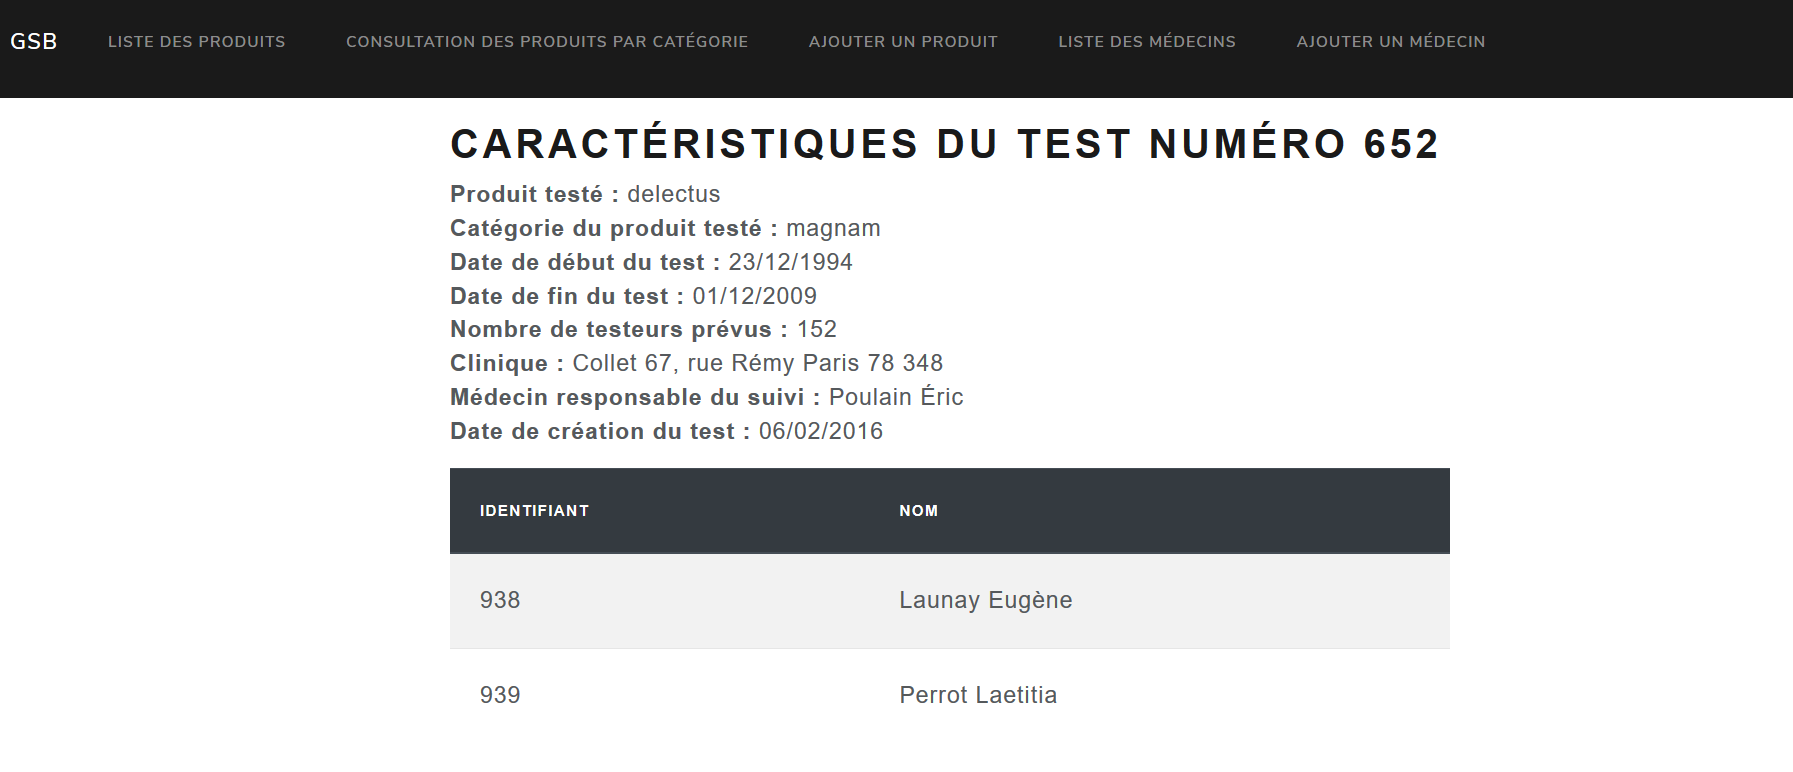 GSB LISTE DES PRODUITS CONSULTATION DES PRODUITS PAR CATÉGORIE AJOUTER UN PRODUIT LISTE DES MÉDECINS AJOUTER UN MÉDECIN
CARACTÉRISTIQUES DU TEST NUMÉRO 652
Produit testé : delectus
Catégorie du produit testé : magnam
Date de début du test : 23/12/1994
Date de fin du test : 01/12/2009
Nombre de testeurs prévus : 152
Clinique : Collet 67, rue Rémy Paris 78 348
Médecin responsable du suivi : Poulain Éric
Date de création du test : 06/02/2016
IDENTIFIANT NOM
938 Launay Eugène
939 Perrot Laetitia